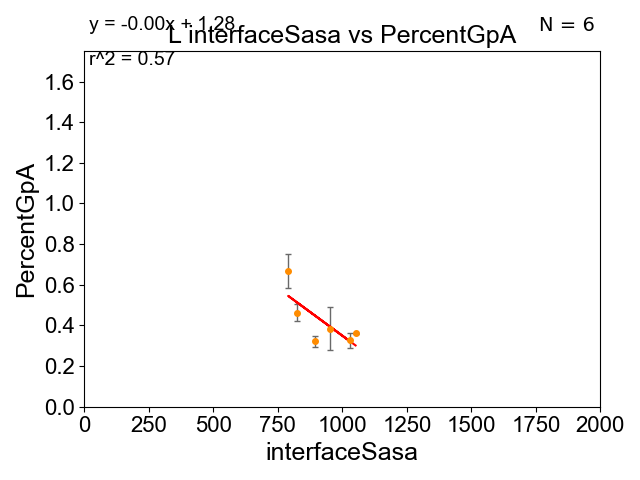 y = -0.00x + 1.28
N = 6
L interfaceSasa vs PercentGpA
r^2 = 0.57
PercentGpA
1.6
1.4
1.2
1.0
0.8
0.6
0.4
0.2
0.0
0 250 500 750 1000 1250 1500 1750 2000
interfaceSasa